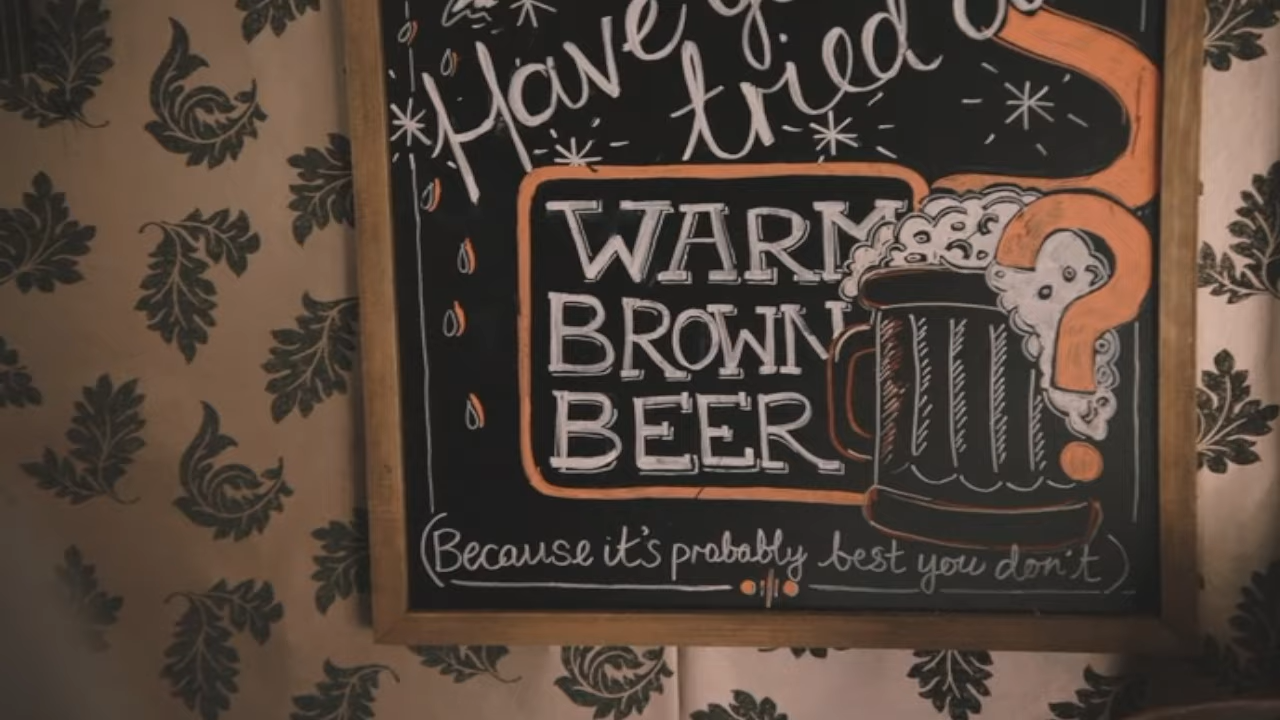 Have
tried
WARM
BROWN
BEER
?
(Because it's probably best you don't)